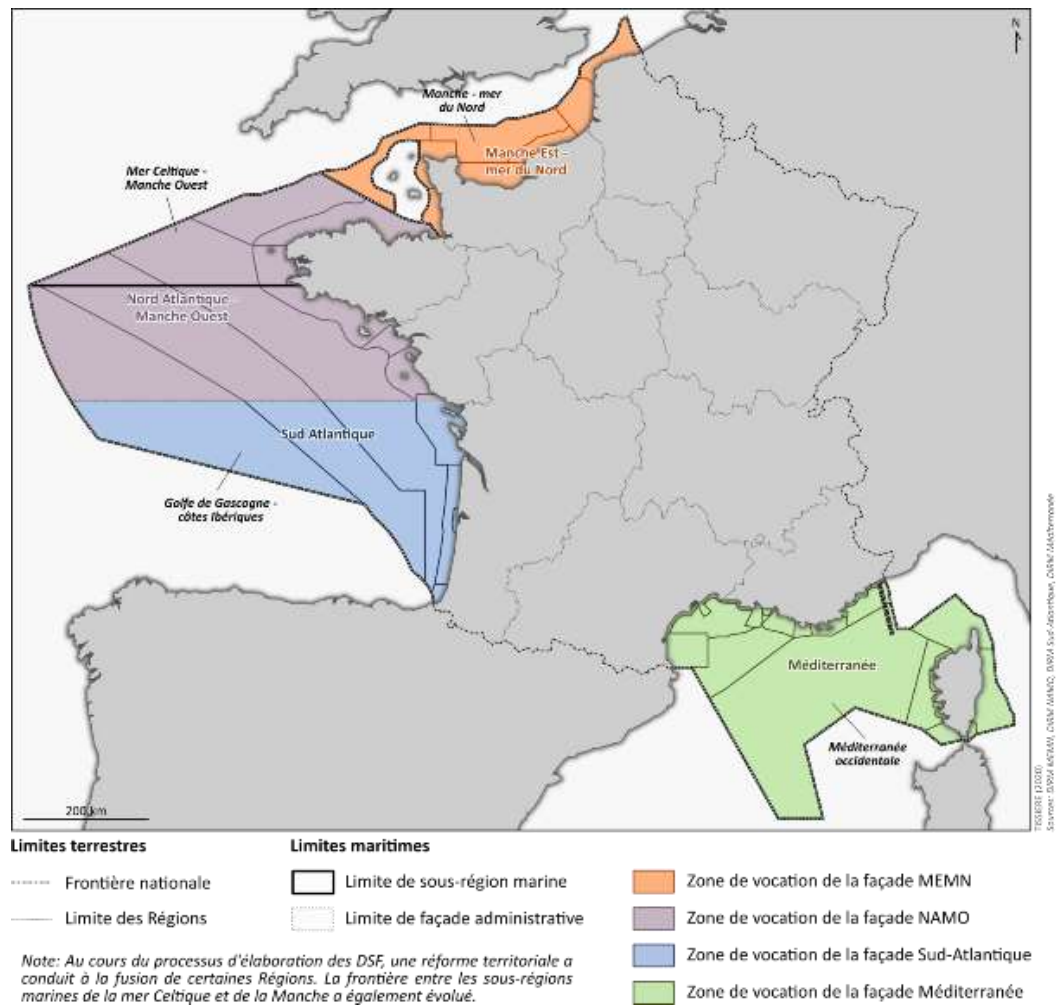 N
Manche - mer
du Nord
Manche Est -
mer du Nord
Mer Celtique -
Manche Ouest
Nord Atlantique -
Manche Ouest
Sud Atlantique
Golfe de Gascogne -
côtes Ibériques
Méditerranée
Méditerranée
occidentale
200 km
TISSIERE (2020)
Limites terrestres
Frontière nationale
Limite des Régions
Limites maritimes
Limite de sous-région marine
Limite de façade administrative
Zone de vocation de la façade MEMN
Zone de vocation de la façade NAMO
Zone de vocation de la façade Sud-Atlantique
Zone de vocation de la façade Méditerranée
Note: Au cours du processus d'élaboration des DSF, une réforme territoriale a
conduit à la fusion de certaines Régions. La frontière entre les sous-régions
marines de la mer Celtique et de la Manche a également évolué.